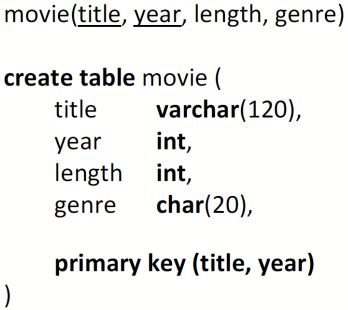 movie(title, year, length, genre)
create table movie (
title varchar(120),
year int,
length int,
genre char(20),
primary key (title, year)
)